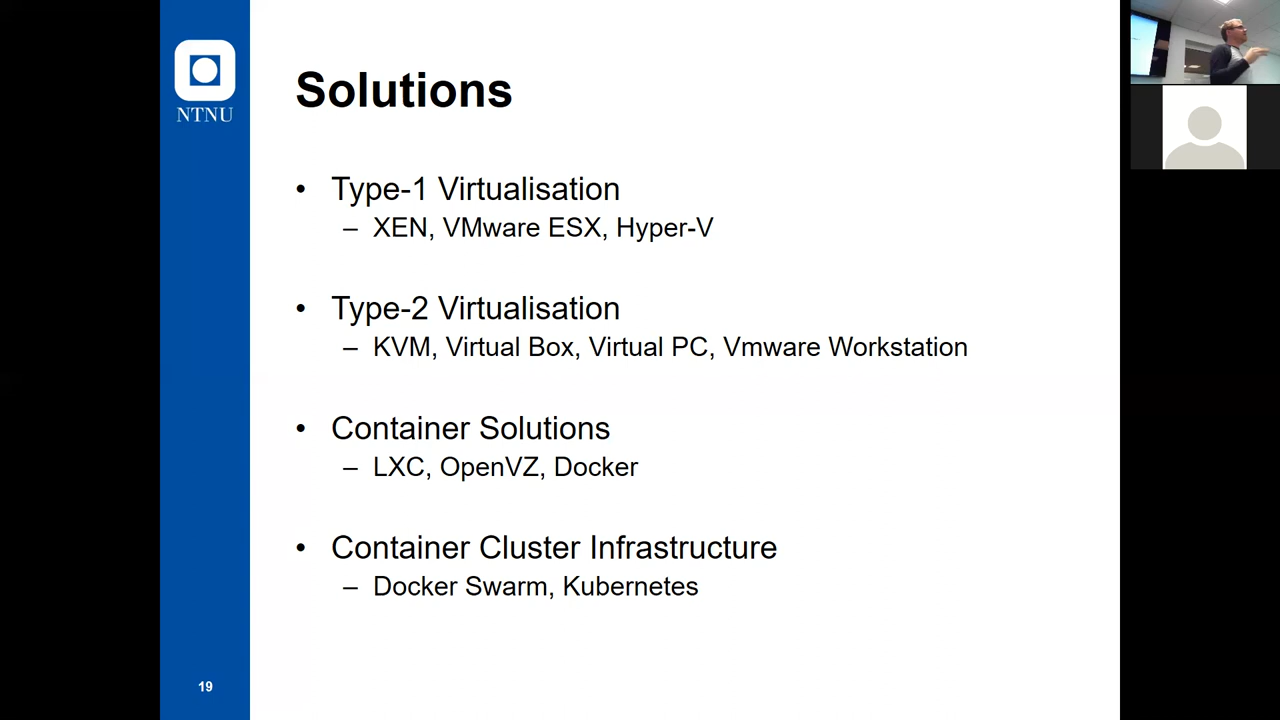 NTNU
Solutions
• Type-1 Virtualisation
– XEN, VMware ESX, Hyper-V
• Type-2 Virtualisation
– KVM, Virtual Box, Virtual PC, Vmware Workstation
• Container Solutions
– LXC, OpenVZ, Docker
• Container Cluster Infrastructure
– Docker Swarm, Kubernetes
19